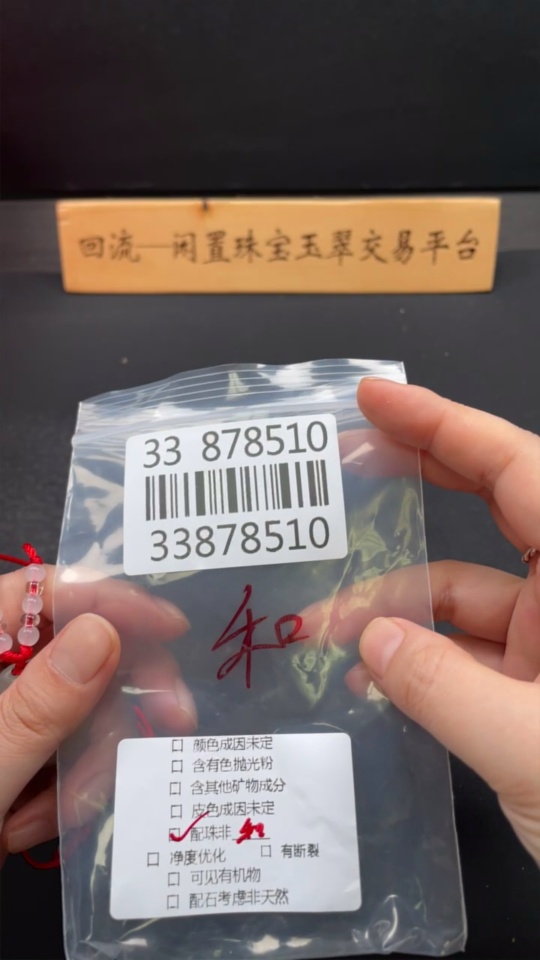 回流—闲置珠宝玉翠交易平台
33 878510
33878510
和
□ 颜色成因未定
□ 含有色抛光粉
□ 含其他矿物成分
□ 皮色成因未定
□ 配珠非 和
□ 净度优化 □ 有断裂
□ 可见有机物
□ 配石考虑非天然